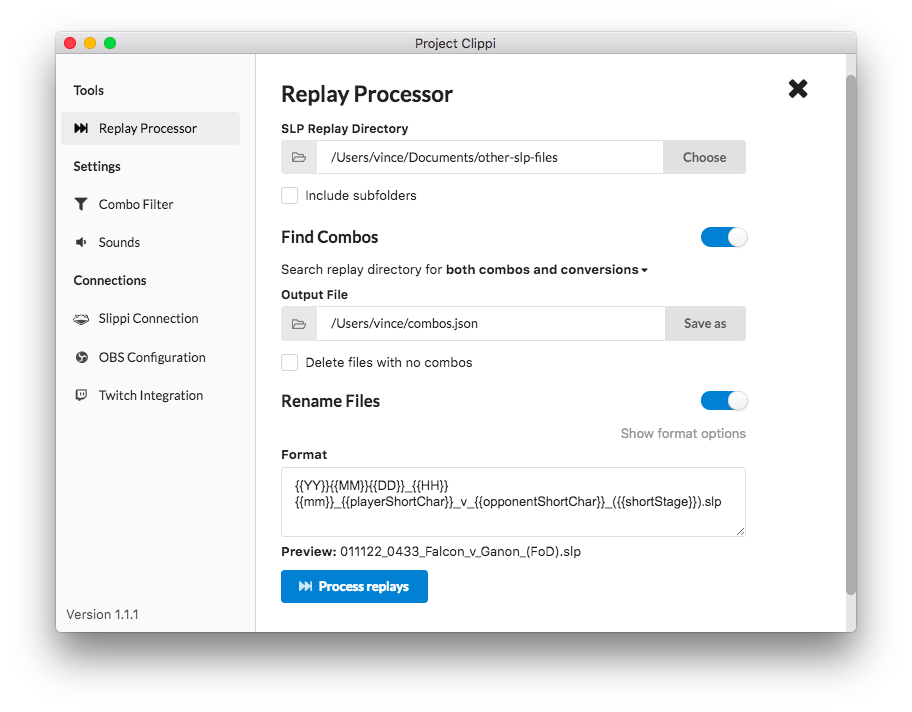 Project Clippi
Tools
Replay Processor
Settings
Combo Filter
Sounds
Connections
Slippi Connection
OBS Configuration
Twitch Integration
Version 1.1.1
Replay Processor
SLP Replay Directory
/Users/vince/Documents/other-slp-files
Choose
Include subfolders
Find Combos
Search replay directory for both combos and conversions
Output File
/Users/vince/combos.json
Save as
Delete files with no combos
Rename Files
Show format options
Format
{{YY}}{{MM}}{{DD}}_{{HH}}
{{mm}}_{{playerShortChar}}_v_{{opponentShortChar}}_({{shortStage}}).slp
Preview: 011122_0433_Falcon_v_Ganon_(FoD).slp
Process replays